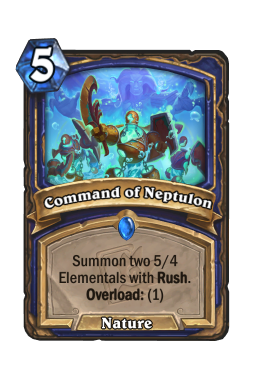 5
Command of Neptulon
Summon two 5/4
Elementals with Rush.
Overload: (1)
Nature